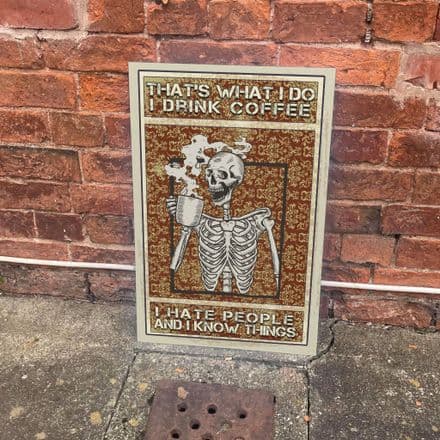 THAT'S WHAT I DO
I DRINK COFFEE
I HATE PEOPLE
AND I KNOW THINGS